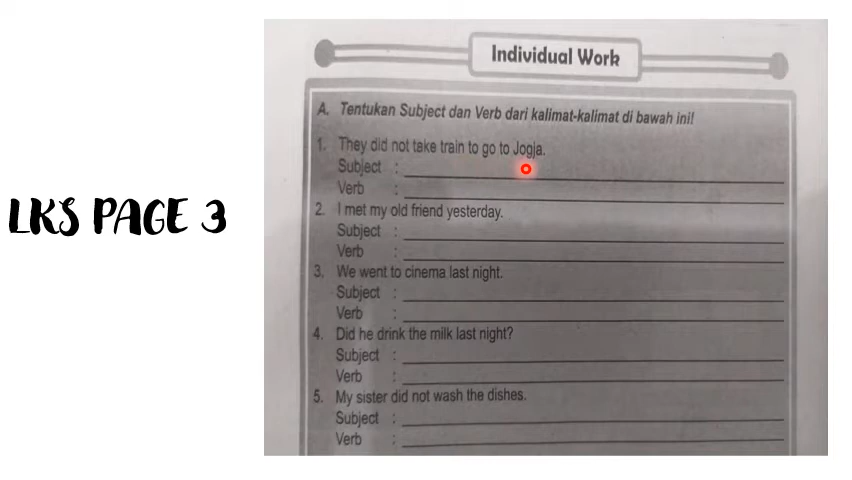 LKS PAGE 3
Individual Work
A. Tentukan Subject dan Verb dari kalimat-kalimat di bawah ini!
1. They did not take train to go to Jogja.
Subject :
Verb :
2. I met my old friend yesterday.
Subject :
Verb :
3. We went to cinema last night.
Subject :
Verb :
4. Did he drink the milk last night?
Subject :
Verb :
5. My sister did not wash the dishes.
Subject :
Verb :